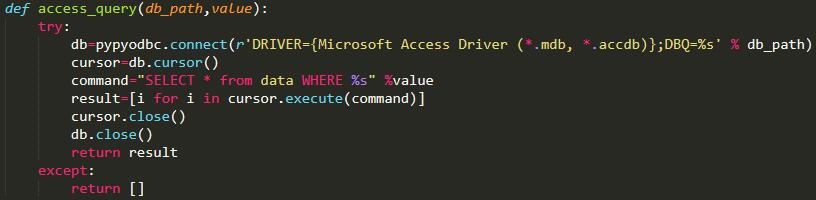 def access_query(db_path,value):
    try:
        db=pypyodbc.connect(r'DRIVER={Microsoft Access Driver (*.mdb, *.accdb)};DBQ=%s' % db_path)
        cursor=db.cursor()
        command="SELECT * from data WHERE %s" %value
        result=[i for i in cursor.execute(command)]
        cursor.close()
        db.close()
        return result
    except:
        return []